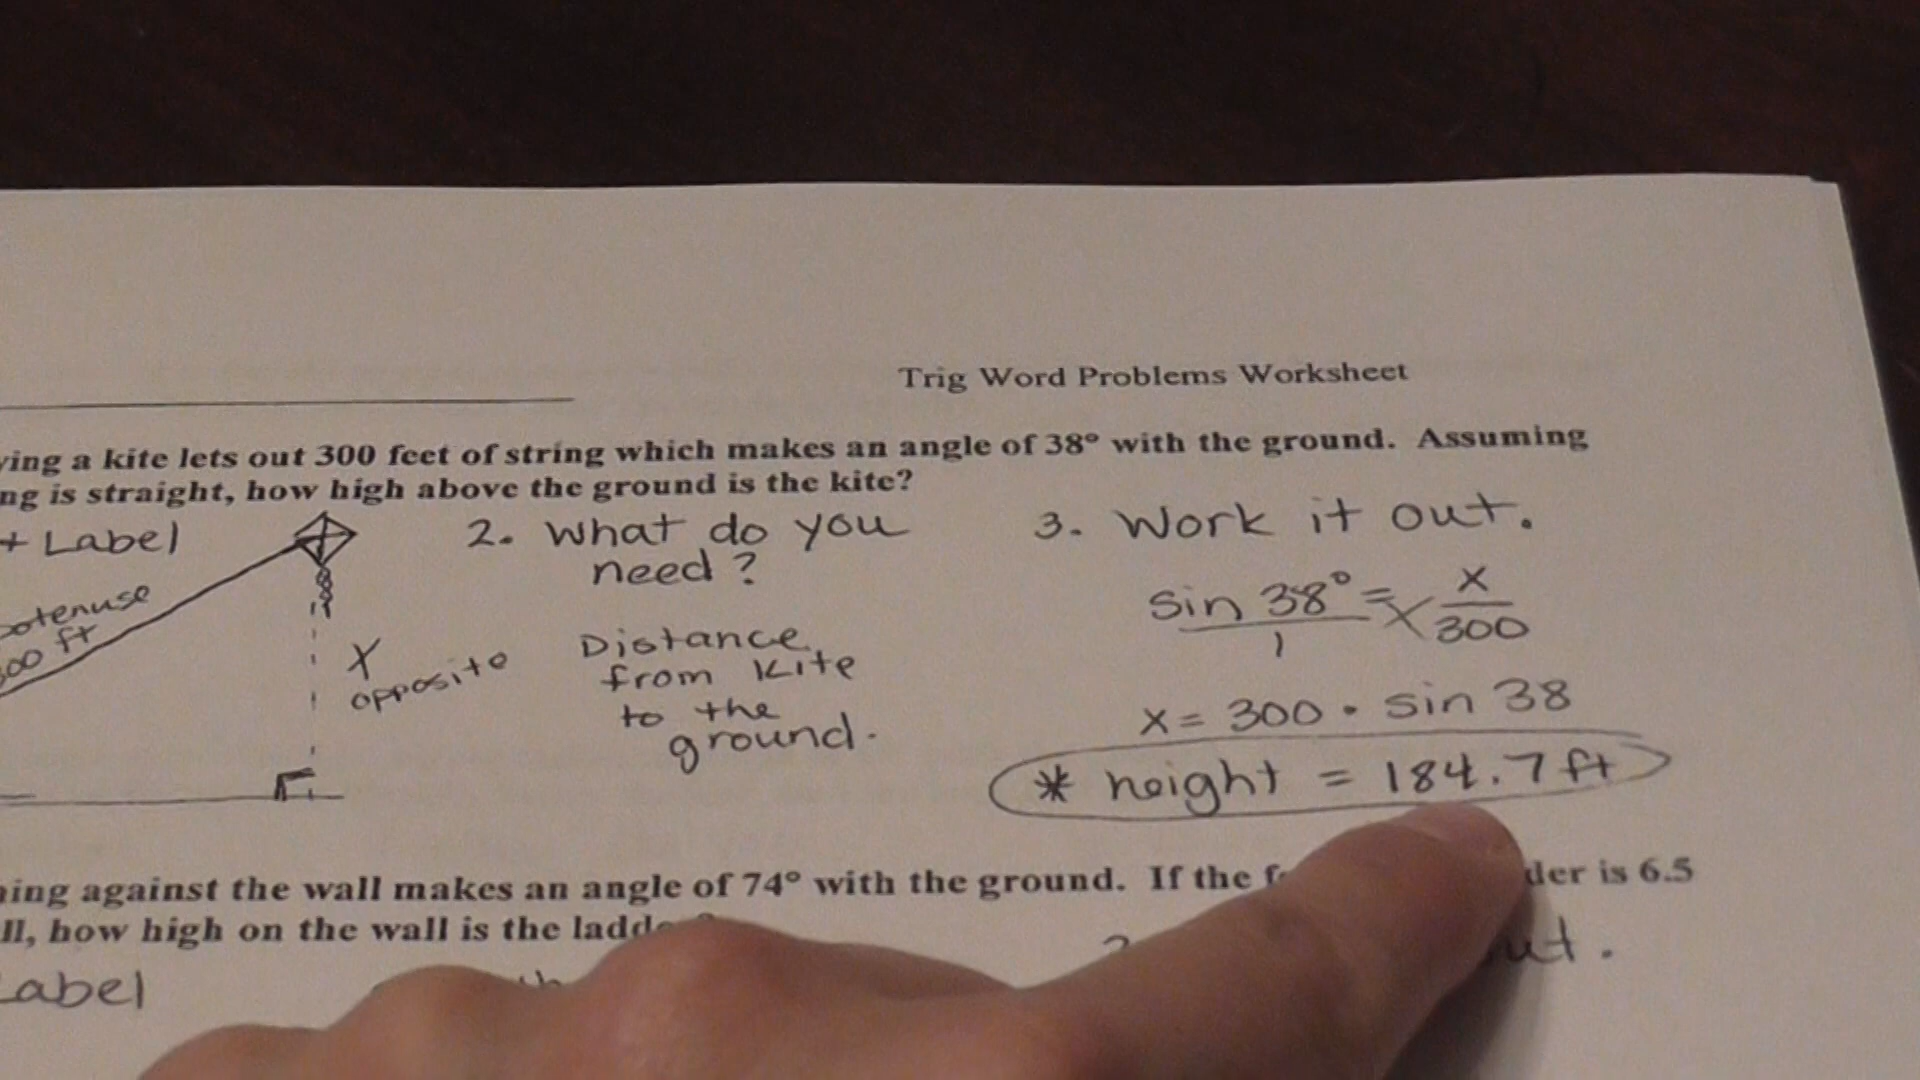 Trig Word Problems Worksheet
ying a kite lets out 300 feet of string which makes an angle of 38° with the ground. Assuming
ng is straight, how high above the ground is the kite?
+ Label
potenuse
300 ft
X
opposite
2. What do you
need?
Distance
from Kite
to the
ground.
3. Work it out.
sin 38° = x
1 300
x = 300 · sin 38
* height = 184.7 ft
ning against the wall makes an angle of 74° with the ground. If the der is 6.5
ll, how high on the wall is the
Label
ut.